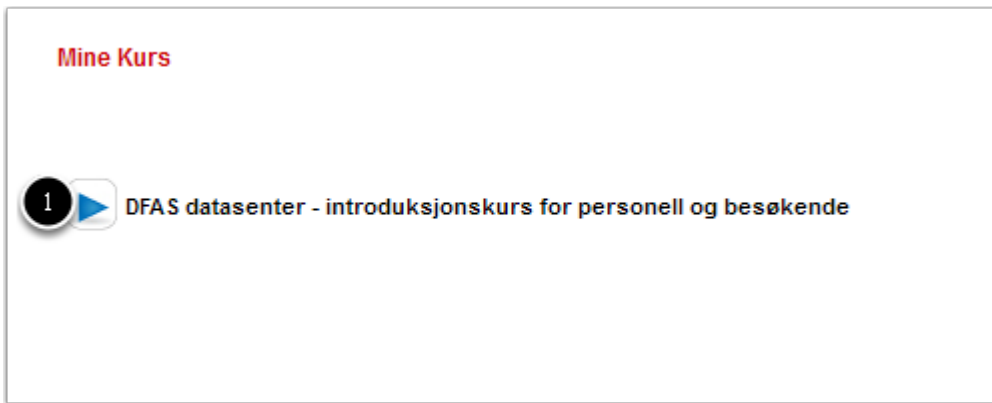 Mine Kurs
1
DFAS datasenter - introduksjonskurs for personell og besøkende